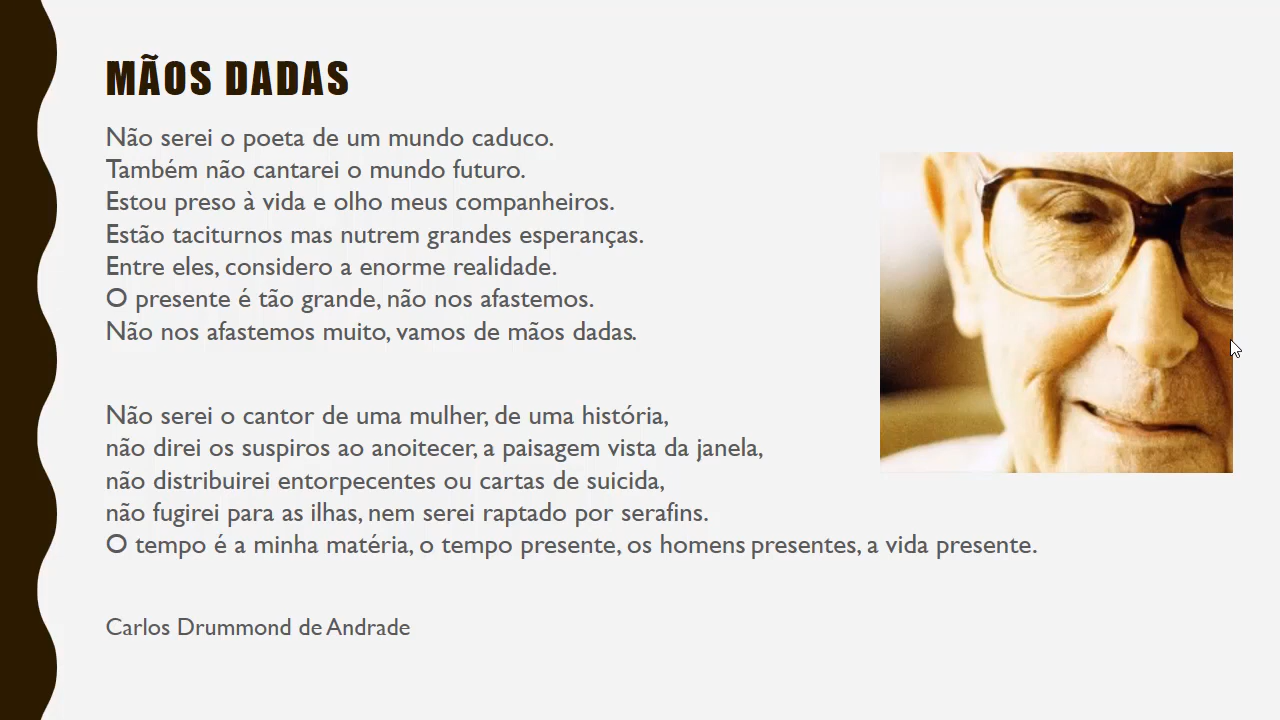 MÃOS DADAS
Não serei o poeta de um mundo caduco.
Também não cantarei o mundo futuro.
Estou preso à vida e olho meus companheiros.
Estão taciturnos mas nutrem grandes esperanças.
Entre eles, considero a enorme realidade.
O presente é tão grande, não nos afastemos.
Não nos afastemos muito, vamos de mãos dadas.
Não serei o cantor de uma mulher, de uma história,
não direi os suspiros ao anoitecer, a paisagem vista da janela,
não distribuirei entorpecentes ou cartas de suicida,
não fugirei para as ilhas, nem serei raptado por serafins.
O tempo é a minha matéria, o tempo presente, os homens presentes, a vida presente.
Carlos Drummond de Andrade